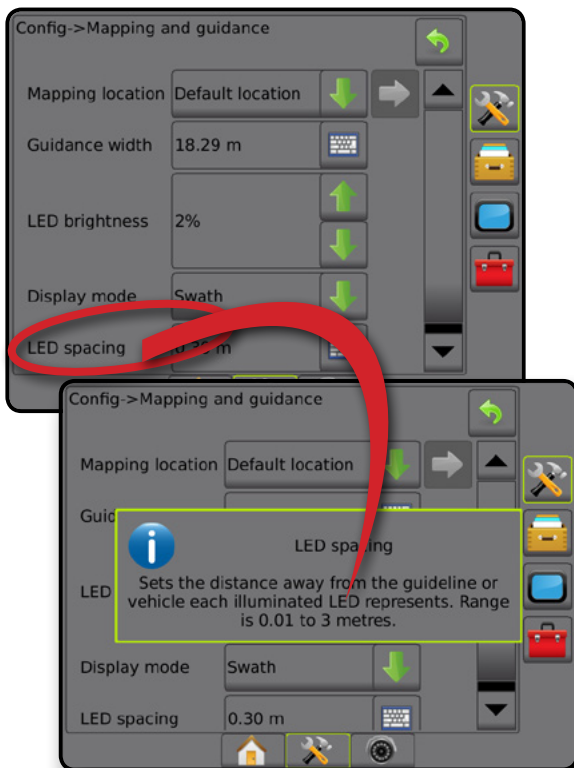 Config->Mapping and guidance
Mapping location Default location
Guidance width 18.29 m
LED brightness 2%
Display mode Swath
LED spacing m
Config->Mapping and guidance
Mapping location Default location
LED spacing
Sets the distance away from the guideline or
vehicle each illuminated LED represents. Range
is 0.01 to 3 metres.
LED
Display mode Swath
LED spacing 0.30 m